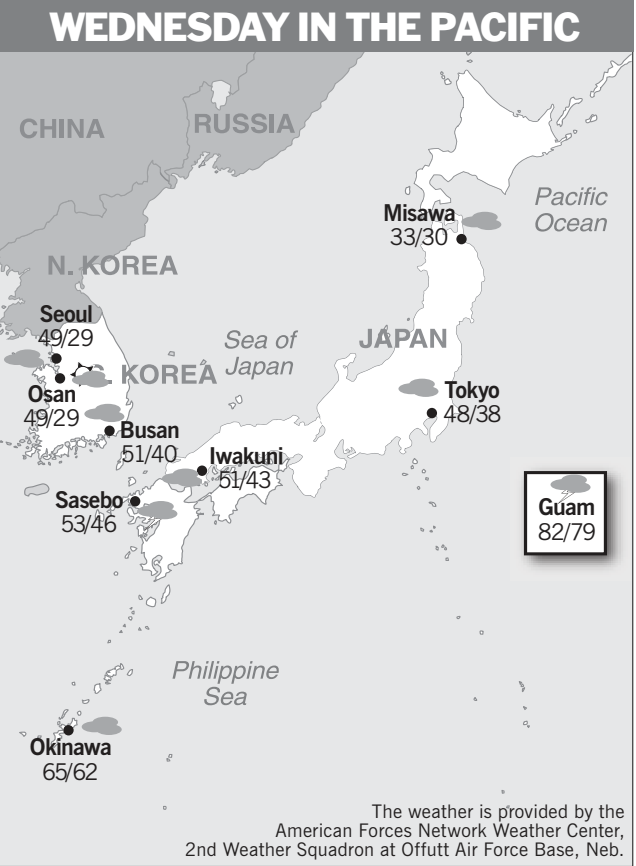 WEDNESDAY IN THE PACIFIC
CHINA
RUSSIA
Pacific
Ocean
Misawa
33/30
N. KOREA
Seoul
49/29
Sea of
Japan
JAPAN
KOREA
Osan
49/29
Tokyo
48/38
Busan
51/40
Iwakuni
51/43
Sasebo
53/46
Guam
82/79
Philippine
Sea
Okinawa
65/62
The weather is provided by the
American Forces Network Weather Center,
2nd Weather Squadron at Offutt Air Force Base, Neb.